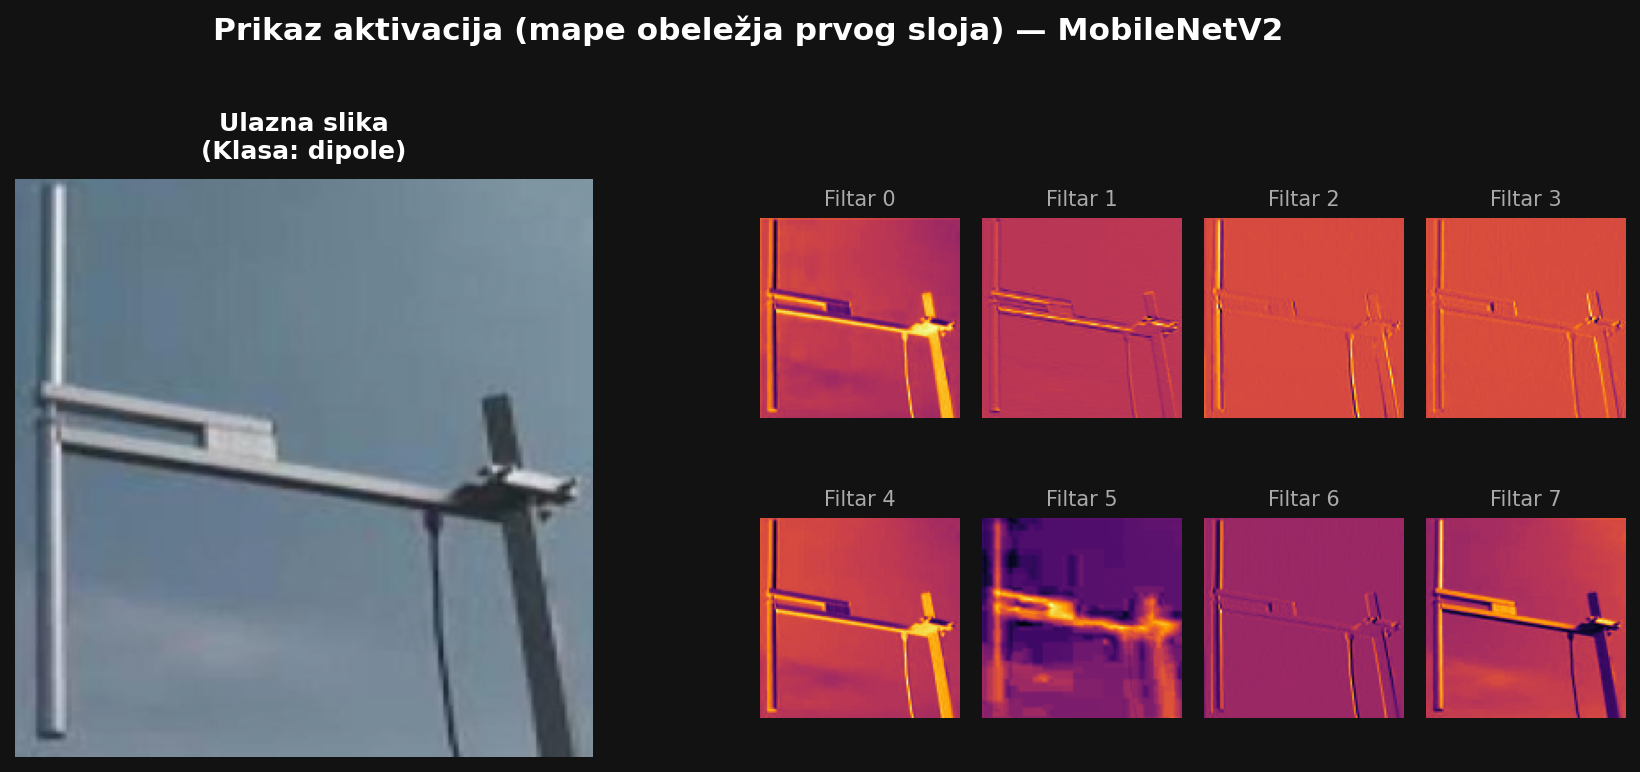 Prikaz aktivacija (mape obeležja prvog sloja) — MobileNetV2
Ulazna slika
(Klasa: dipole)
Filtar 0
Filtar 1
Filtar 2
Filtar 3
Filtar 4
Filtar 5
Filtar 6
Filtar 7